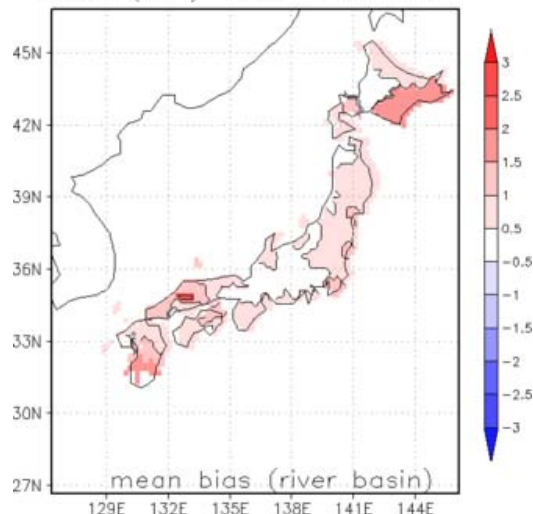 45N
42N
39N
36N
33N
30N
27N
129E 132E 135E 138E 141E 144E
mean bias (river basin)
3
2.5
2
1.5
1
0.5
−0.5
−1
−1.5
−2
−2.5
−3